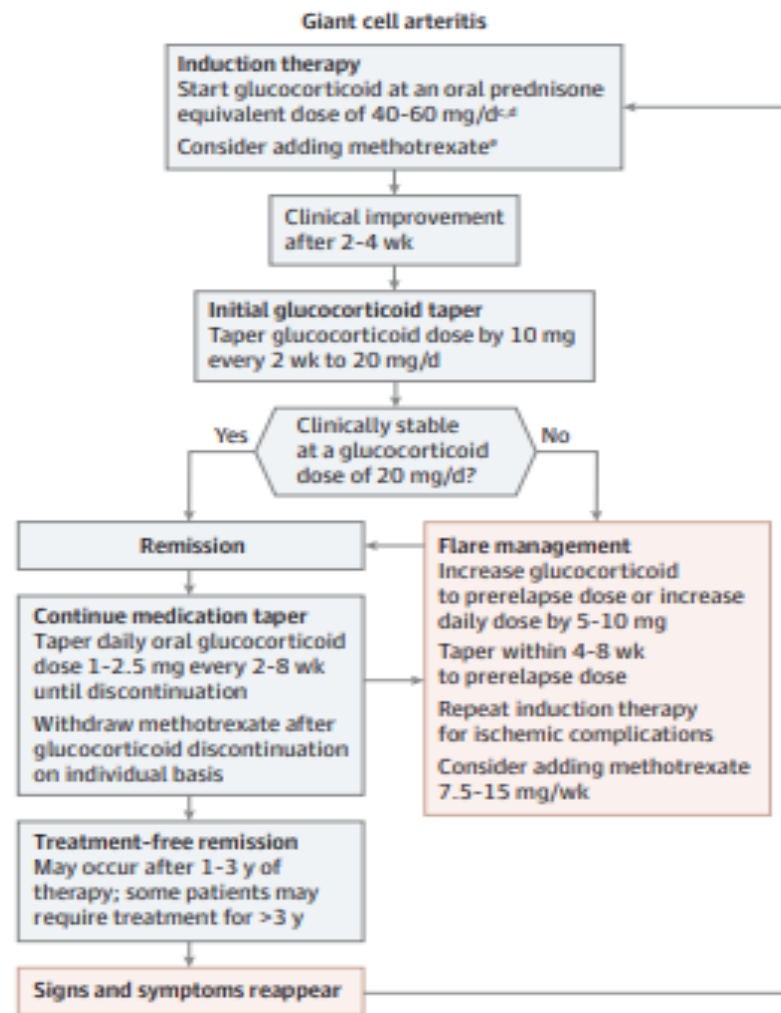 Giant cell arteritis
Induction therapy
Start glucocorticoid at an oral prednisone
equivalent dose of 40-60 mg/dᶜ,ᵈ
Consider adding methotrexateᵉ
Clinical improvement
after 2-4 wk
Initial glucocorticoid taper
Taper glucocorticoid dose by 10 mg
every 2 wk to 20 mg/d
Clinically stable
at a glucocorticoid
dose of 20 mg/d?
Yes
No
Remission
Continue medication taper
Taper daily oral glucocorticoid
dose 1-2.5 mg every 2-8 wk
until discontinuation
Withdraw methotrexate after
glucocorticoid discontinuation
on individual basis
Flare management
Increase glucocorticoid
to prerelapse dose or increase
daily dose by 5-10 mg
Taper within 4-8 wk
to prerelapse dose
Repeat induction therapy
for ischemic complications
Consider adding methotrexate
7.5-15 mg/wk
Treatment-free remission
May occur after 1-3 y of
therapy; some patients may
require treatment for >3 y
Signs and symptoms reappear